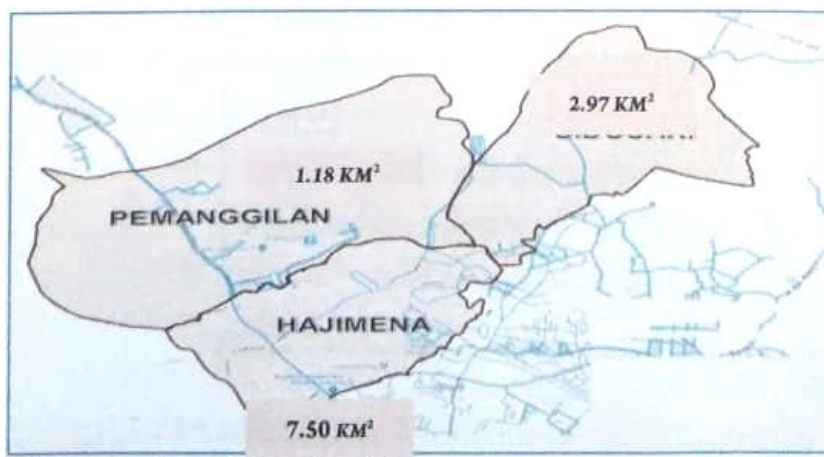 2.97 KM²
1.18 KM²
PEMANGGILAN
HAJIMENA
7.50 KM²